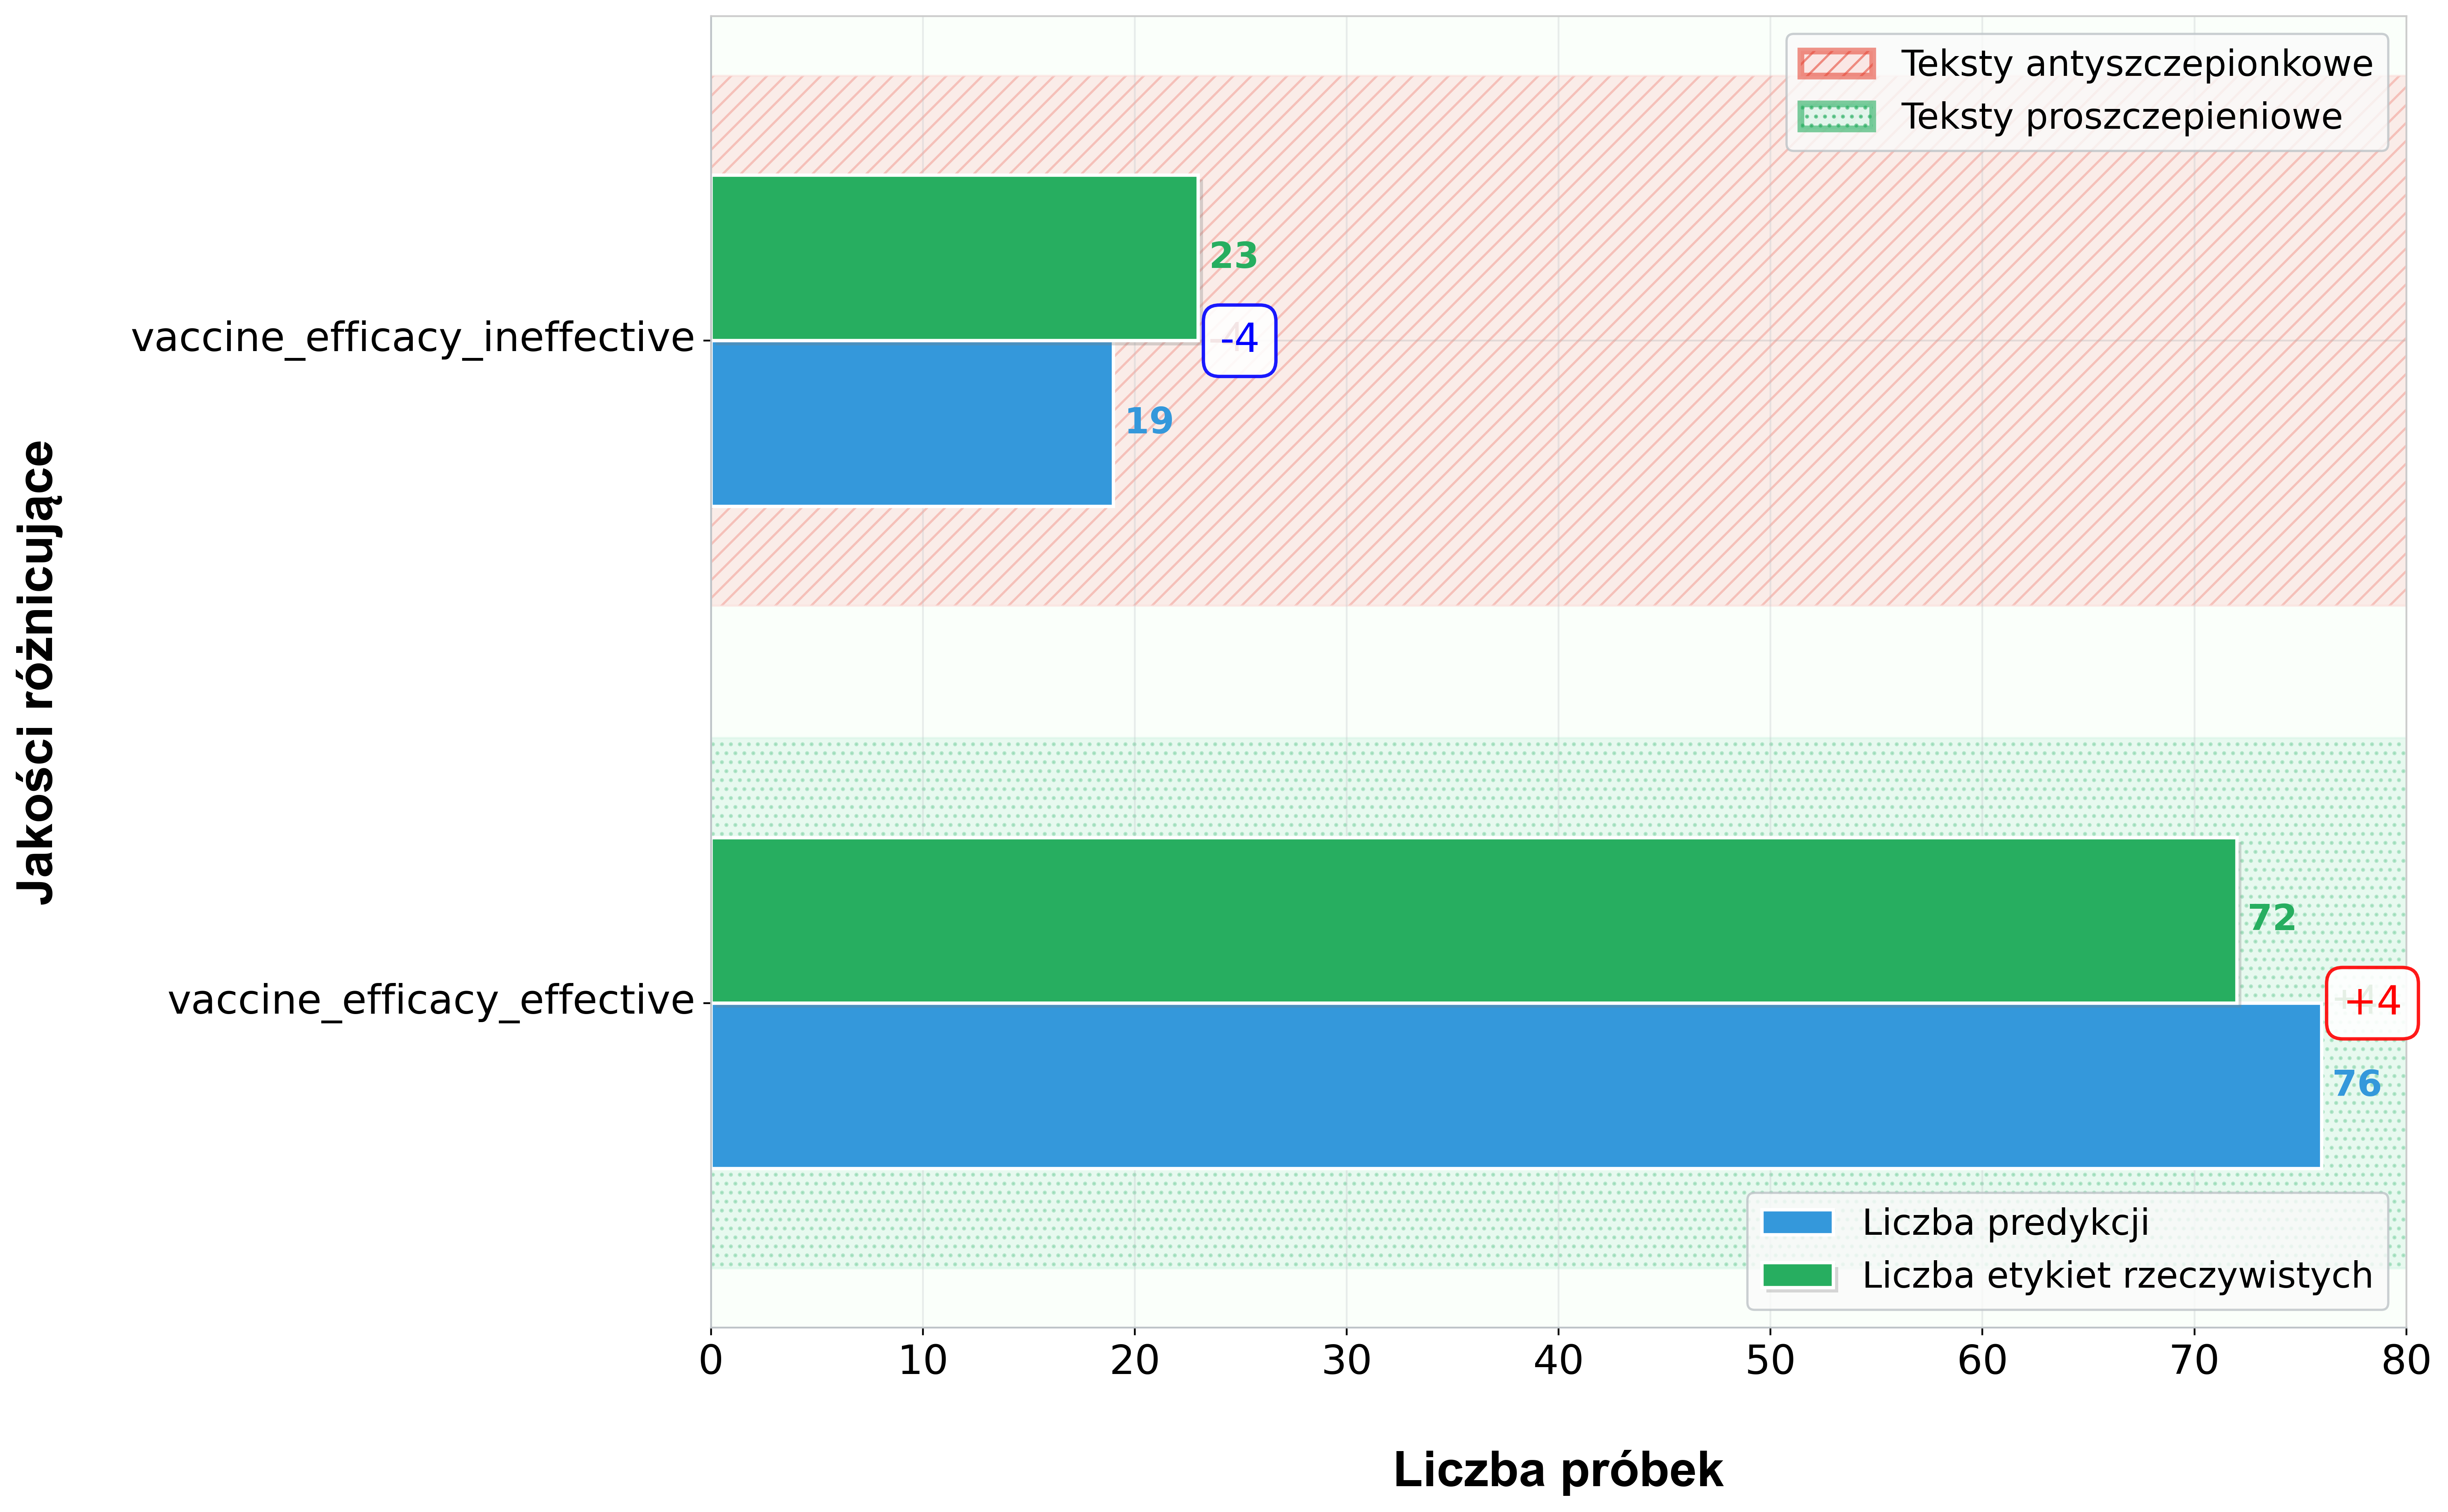 Teksty antyszczepionkowe
Teksty proszczepieniowe
23
vaccine_efficacy_ineffective
-4
19
Jakości różnicujące
72
vaccine_efficacy_effective
+4
76
Liczba predykcji
Liczba etykiet rzeczywistych
0 10 20 30 40 50 60 70 80
Liczba próbek